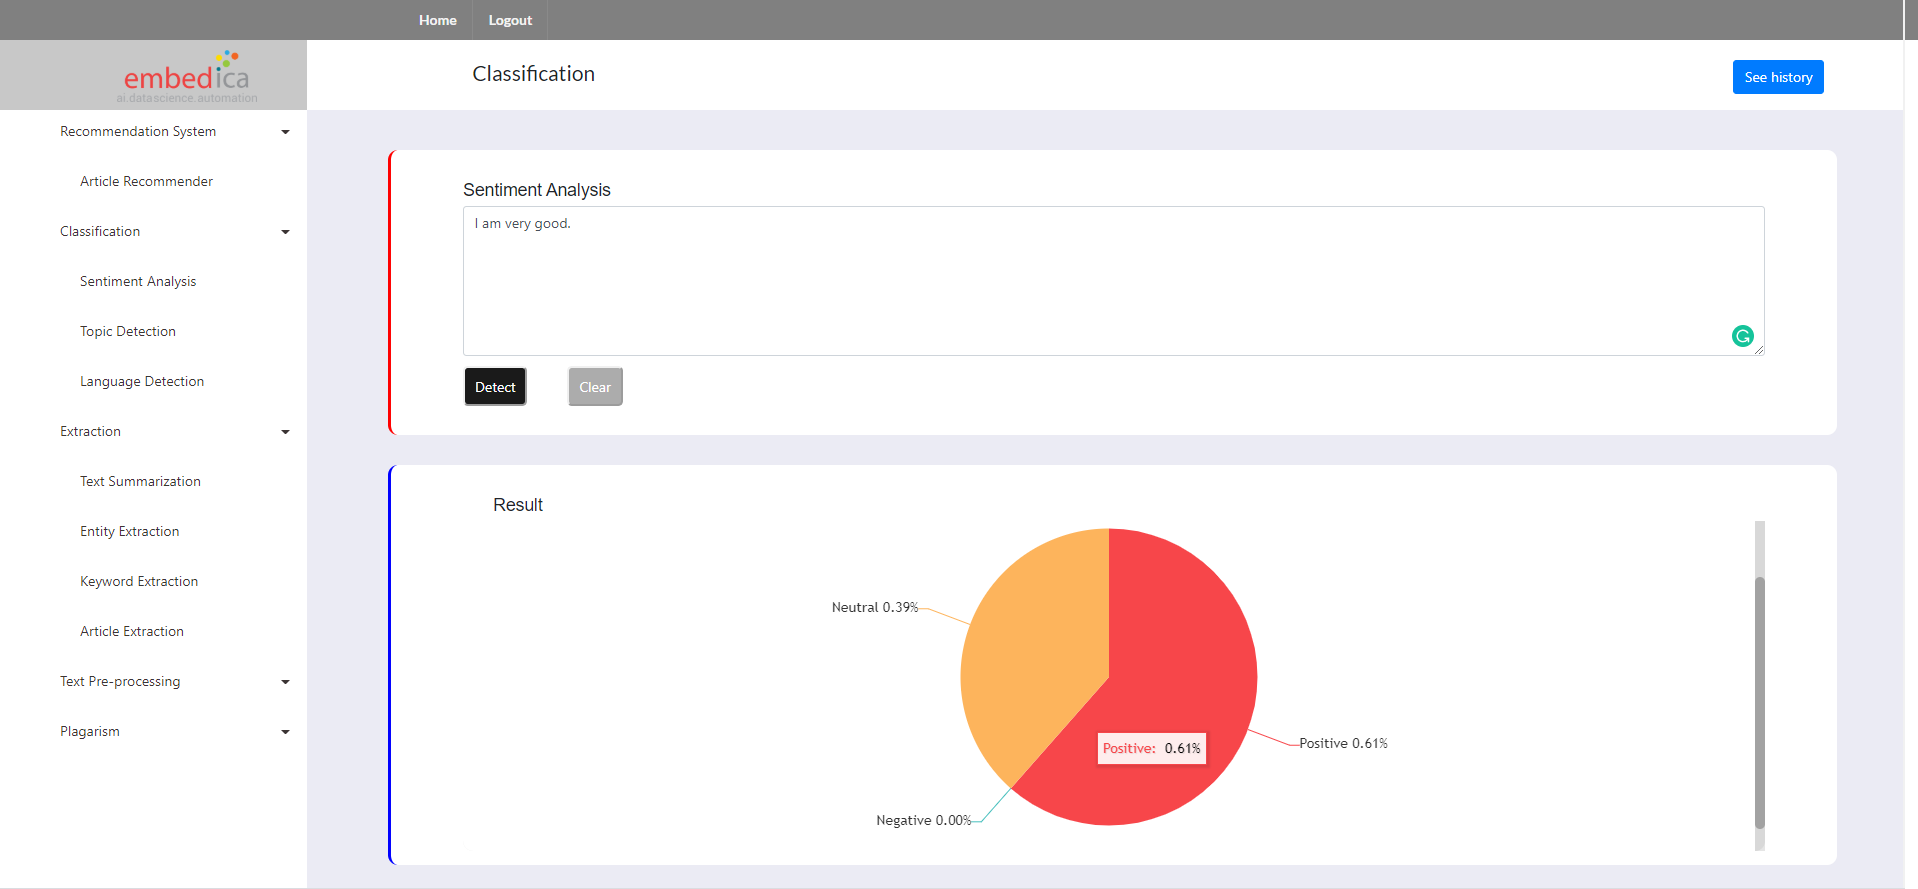 Home Logout
embedica
ai.datascience.automation
Classification
See history
Recommendation System
Article Recommender
Classification
Sentiment Analysis
Topic Detection
Language Detection
Extraction
Text Summarization
Entity Extraction
Keyword Extraction
Article Extraction
Text Pre-processing
Plagarism
Sentiment Analysis
I am very good.
Detect Clear
Result
Neutral 0.39%
Positive 0.61%
Positive: 0.61%
Negative 0.00%